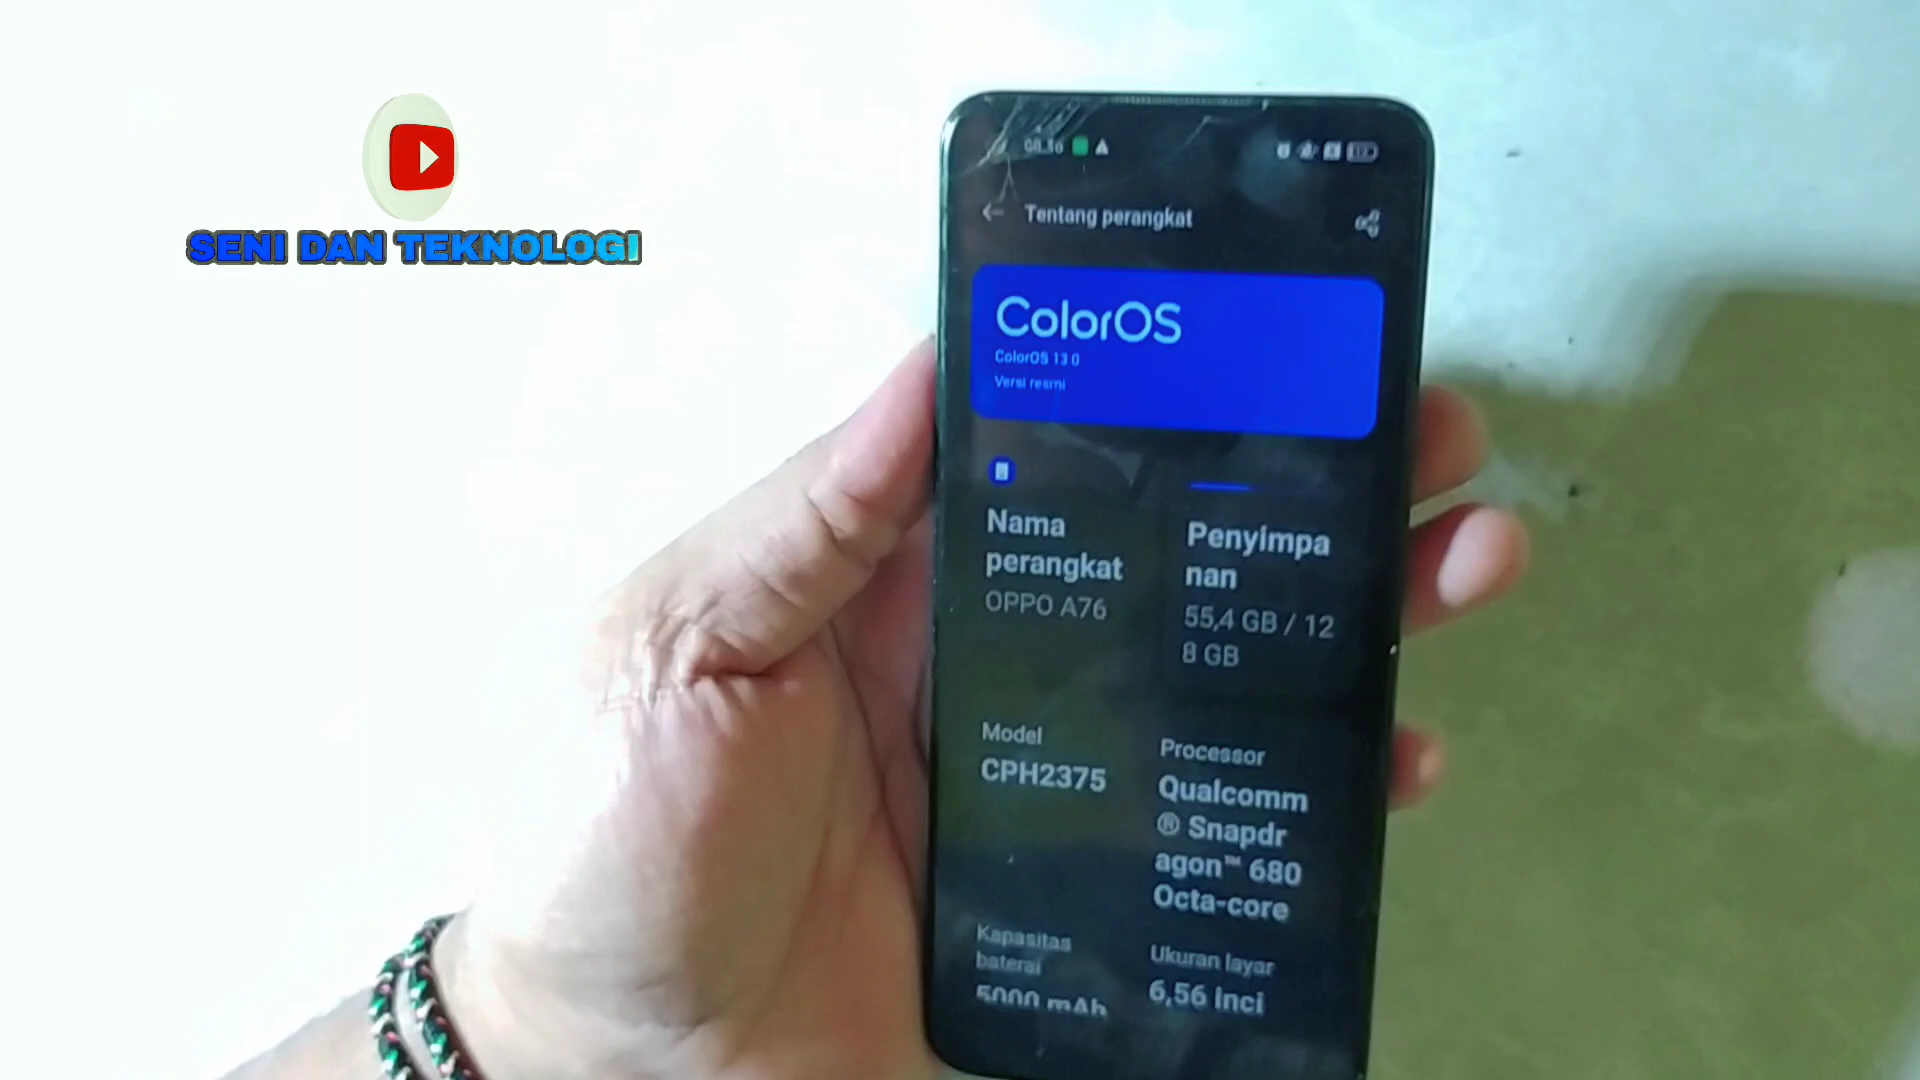 SENI DAN TEKNOLOGI
Tentang perangkat
ColorOS
ColorOS 13.0
Versi resmi
Nama
perangkat
OPPO A76
Penyimpa
nan
55,4 GB / 12
8 GB
Model
CPH2375
Processor
Qualcomm
® Snapdr
agon™ 680
Octa-core
Kapasitas
baterai
5000 mAh
Ukuran layar
6,56 inci